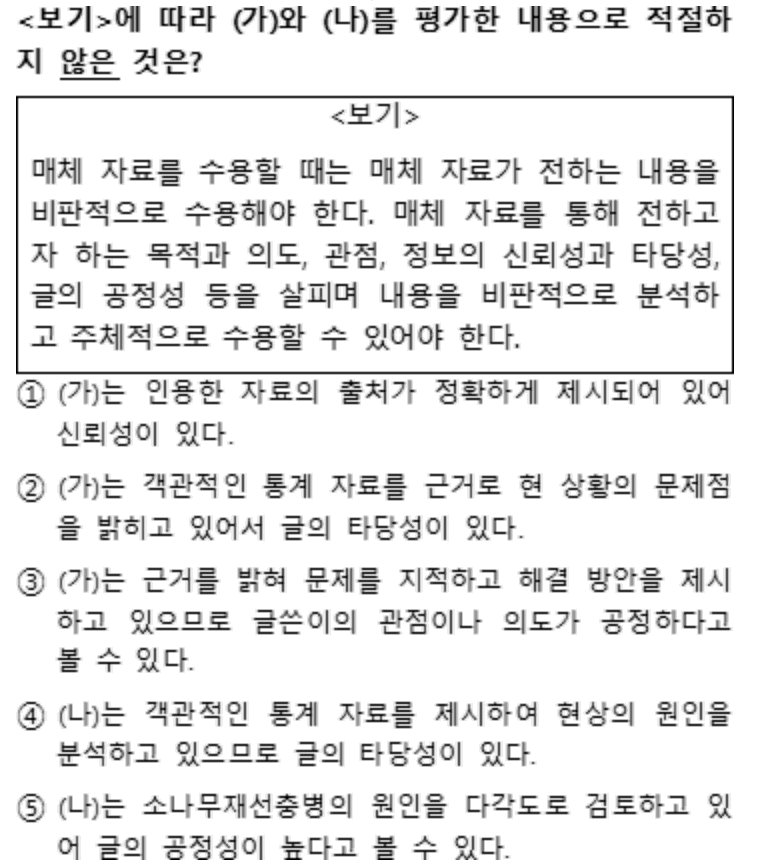 <보기>에 따라 (가)와 (나)를 평가한 내용으로 적절하
지 않은 것은?
<보기>
매체 자료를 수용할 때는 매체 자료가 전하는 내용을
비판적으로 수용해야 한다. 매체 자료를 통해 전하고
자 하는 목적과 의도, 관점, 정보의 신뢰성과 타당성,
글의 공정성 등을 살피며 내용을 비판적으로 분석하
고 주체적으로 수용할 수 있어야 한다.
① (가)는 인용한 자료의 출처가 정확하게 제시되어 있어
신뢰성이 있다.
② (가)는 객관적인 통계 자료를 근거로 현 상황의 문제점
을 밝히고 있어서 글의 타당성이 있다.
③ (가)는 근거를 밝혀 문제를 지적하고 해결 방안을 제시
하고 있으므로 글쓴이의 관점이나 의도가 공정하다고
볼 수 있다.
④ (나)는 객관적인 통계 자료를 제시하여 현상의 원인을
분석하고 있으므로 글의 타당성이 있다.
⑤ (나)는 소나무재선충병의 원인을 다각도로 검토하고 있
어 글의 공정성이 높다고 볼 수 있다.